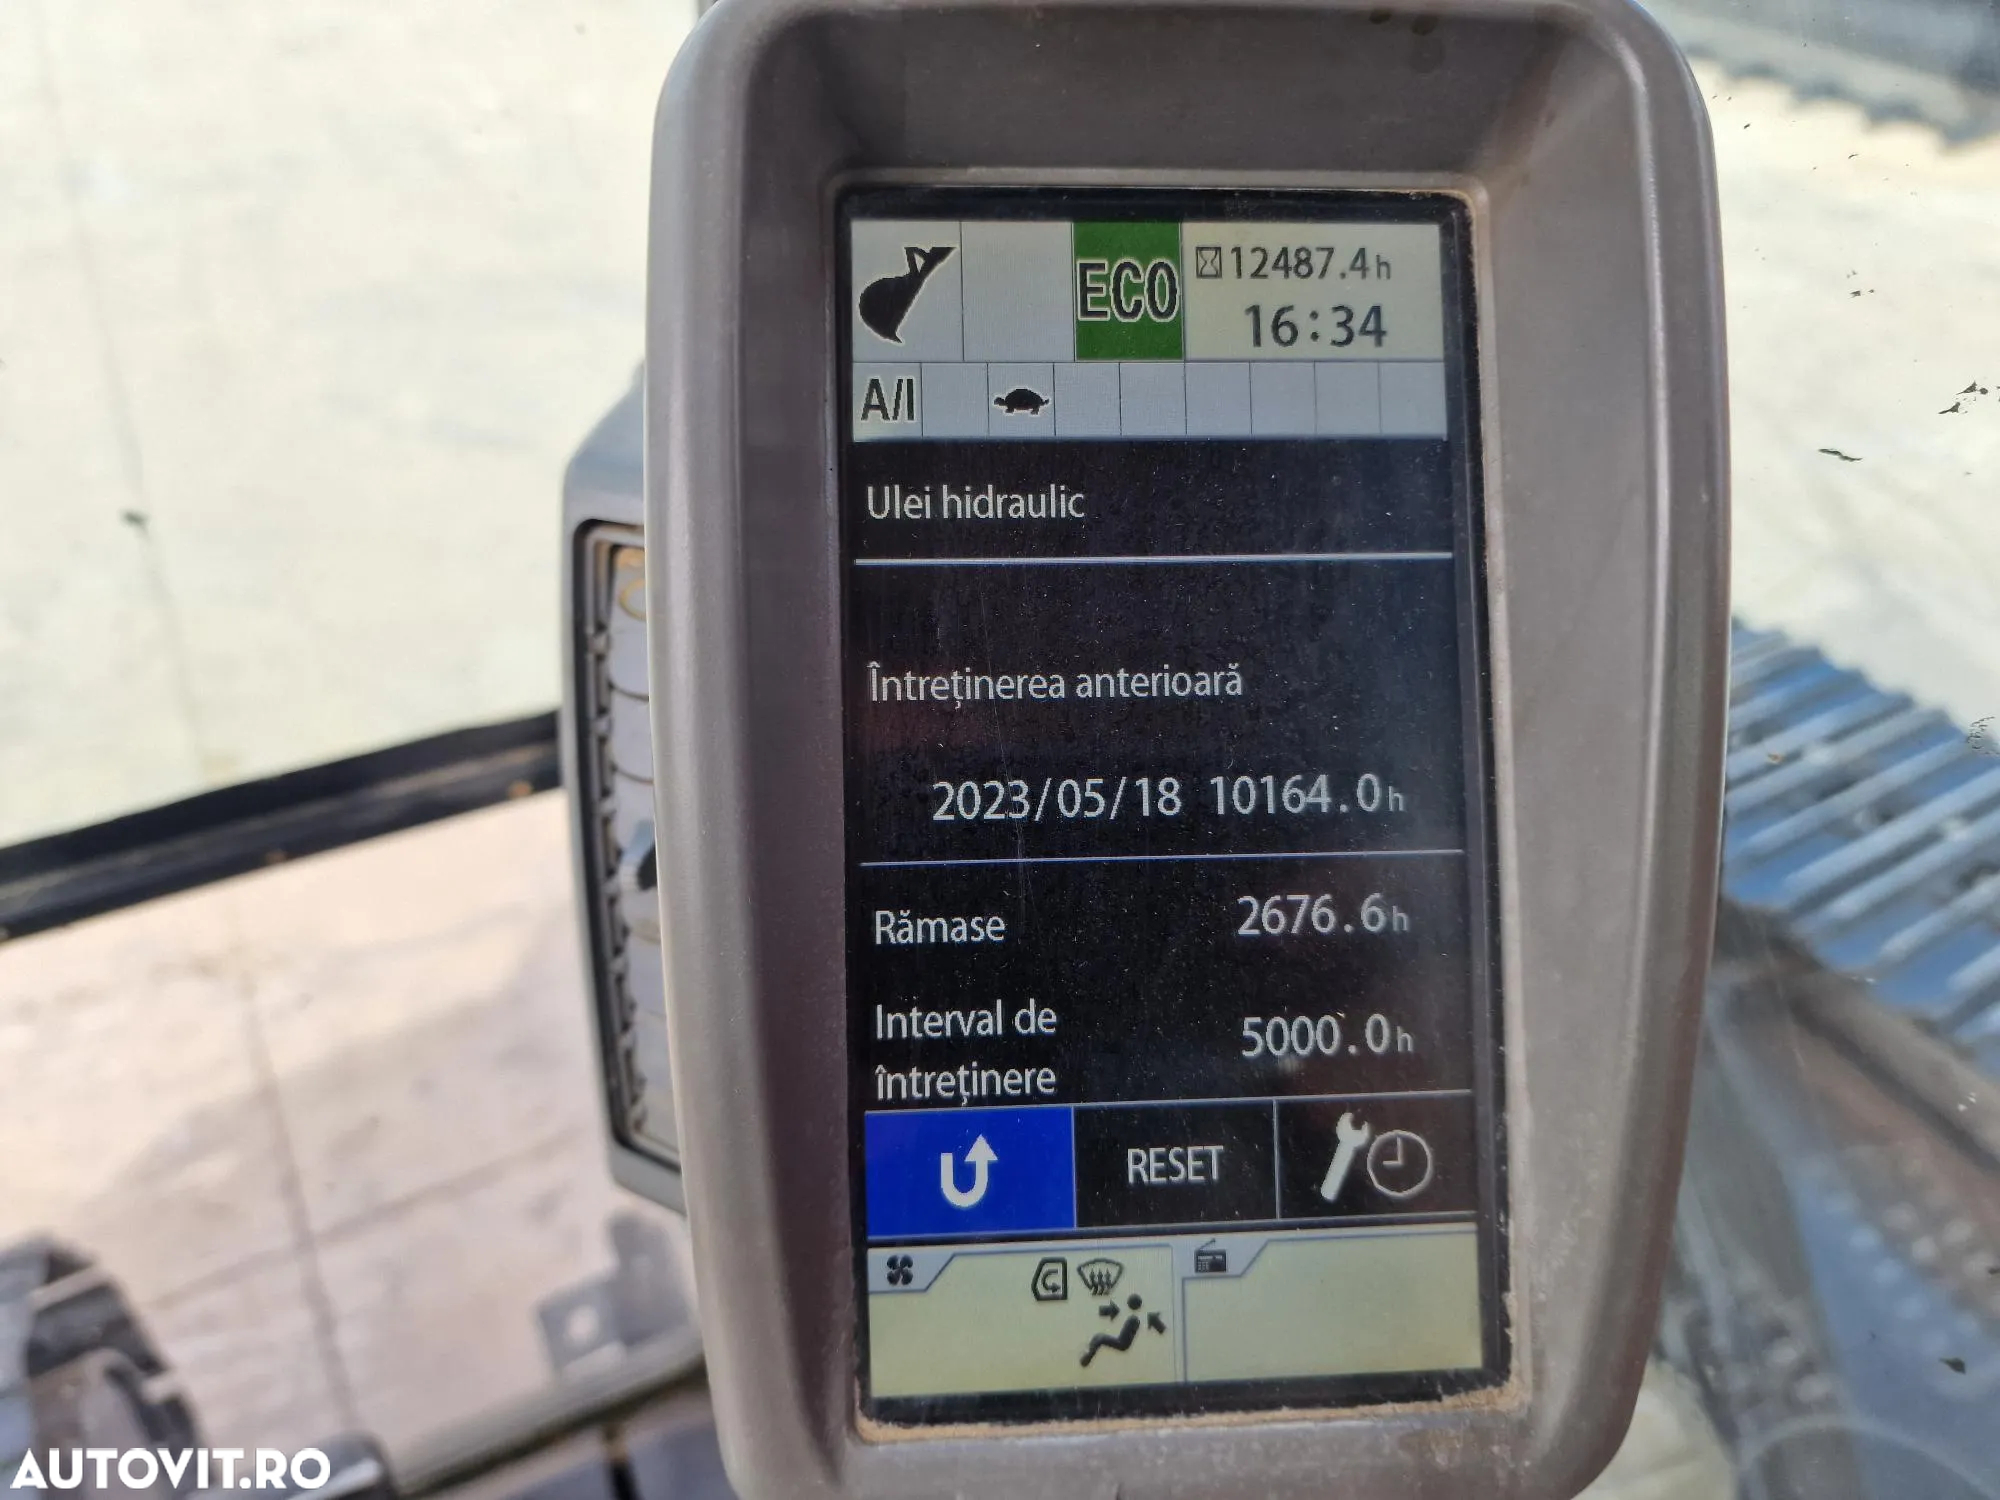 ECO
12487.4h
16:34
A/I
Ulei hidraulic
Întreținerea anterioară
2023/05/18 10164.0h
Rămase 2676.6h
Interval de întreținere 5000.0h
RESET
AUTOVIT.RO